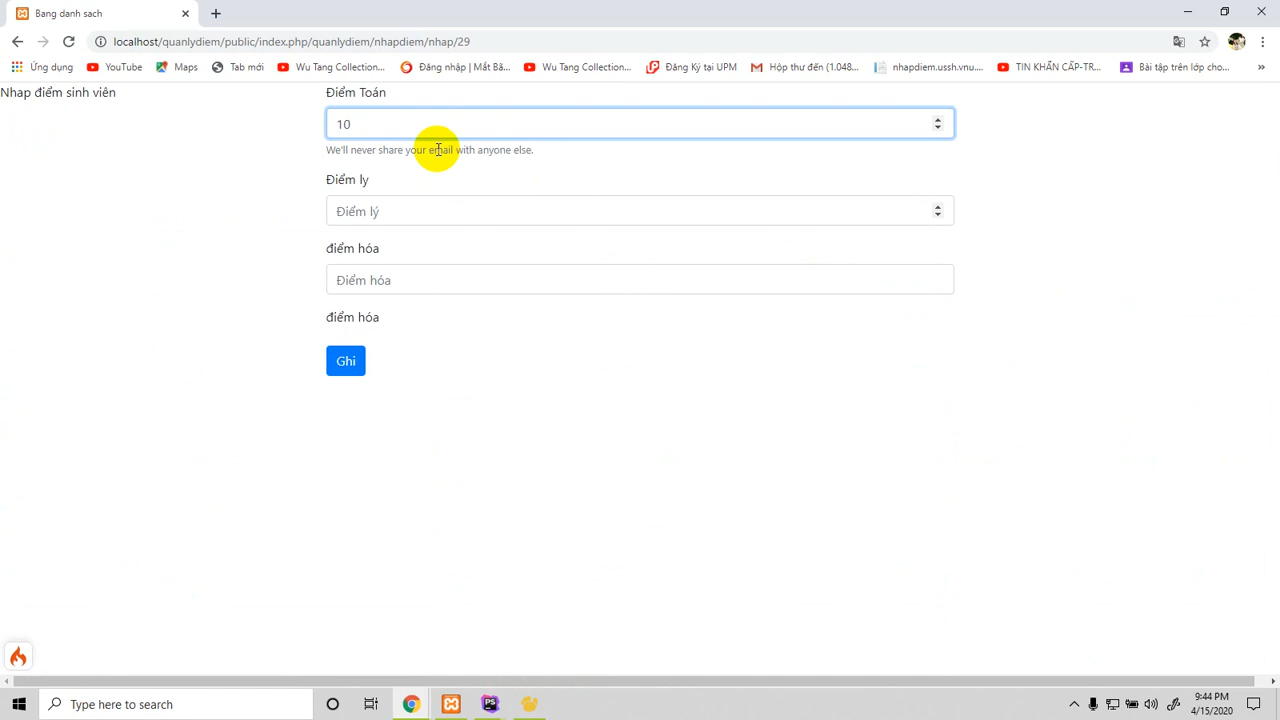 Bang danh sach
localhost/quanlydiem/public/index.php/quanlydiem/nhapdiem/nhap/29
Ứng dụng
YouTube
Maps
Tab mới
Wu Tang Collection...
Đăng nhập | Mắt Bã...
Wu Tang Collection...
Đăng Ký tại UPM
Hộp thư đến (1.048...
nhapdiem.ussh.vnu....
TIN KHẨN CẤP-TR...
Bài tập trên lớp cho...
»
Nhap điểm sinh viên
Điểm Toán
10
We'll never share your email with anyone else.
Điểm ly
Điểm lý
điểm hóa
Điểm hóa
điểm hóa
Ghi
Type here to search
PS
9:44 PM
4/15/2020